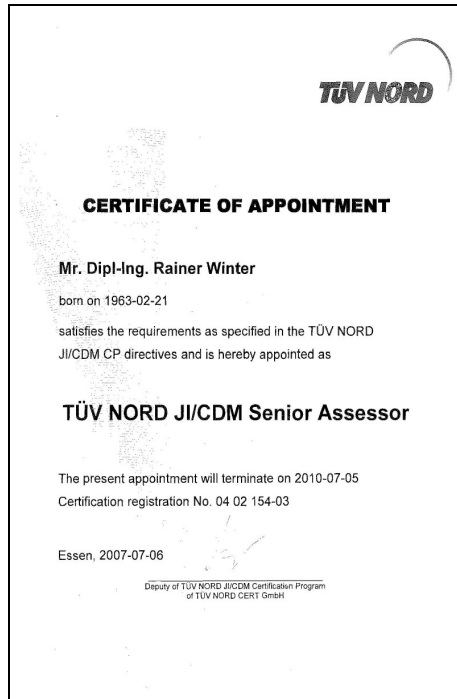 TÜV NORD
CERTIFICATE OF APPOINTMENT
Mr. Dipl-Ing. Rainer Winter
born on 1963-02-21
satisfies the requirements as specified in the TÜV NORD
JI/CDM CP directives and is hereby appointed as
TÜV NORD JI/CDM Senior Assessor
The present appointment will terminate on 2010-07-05
Certification registration No. 04 02 154-03
Essen, 2007-07-06
Deputy of TÜV NORD JI/CDM Certification Program
of TÜV NORD CERT GmbH